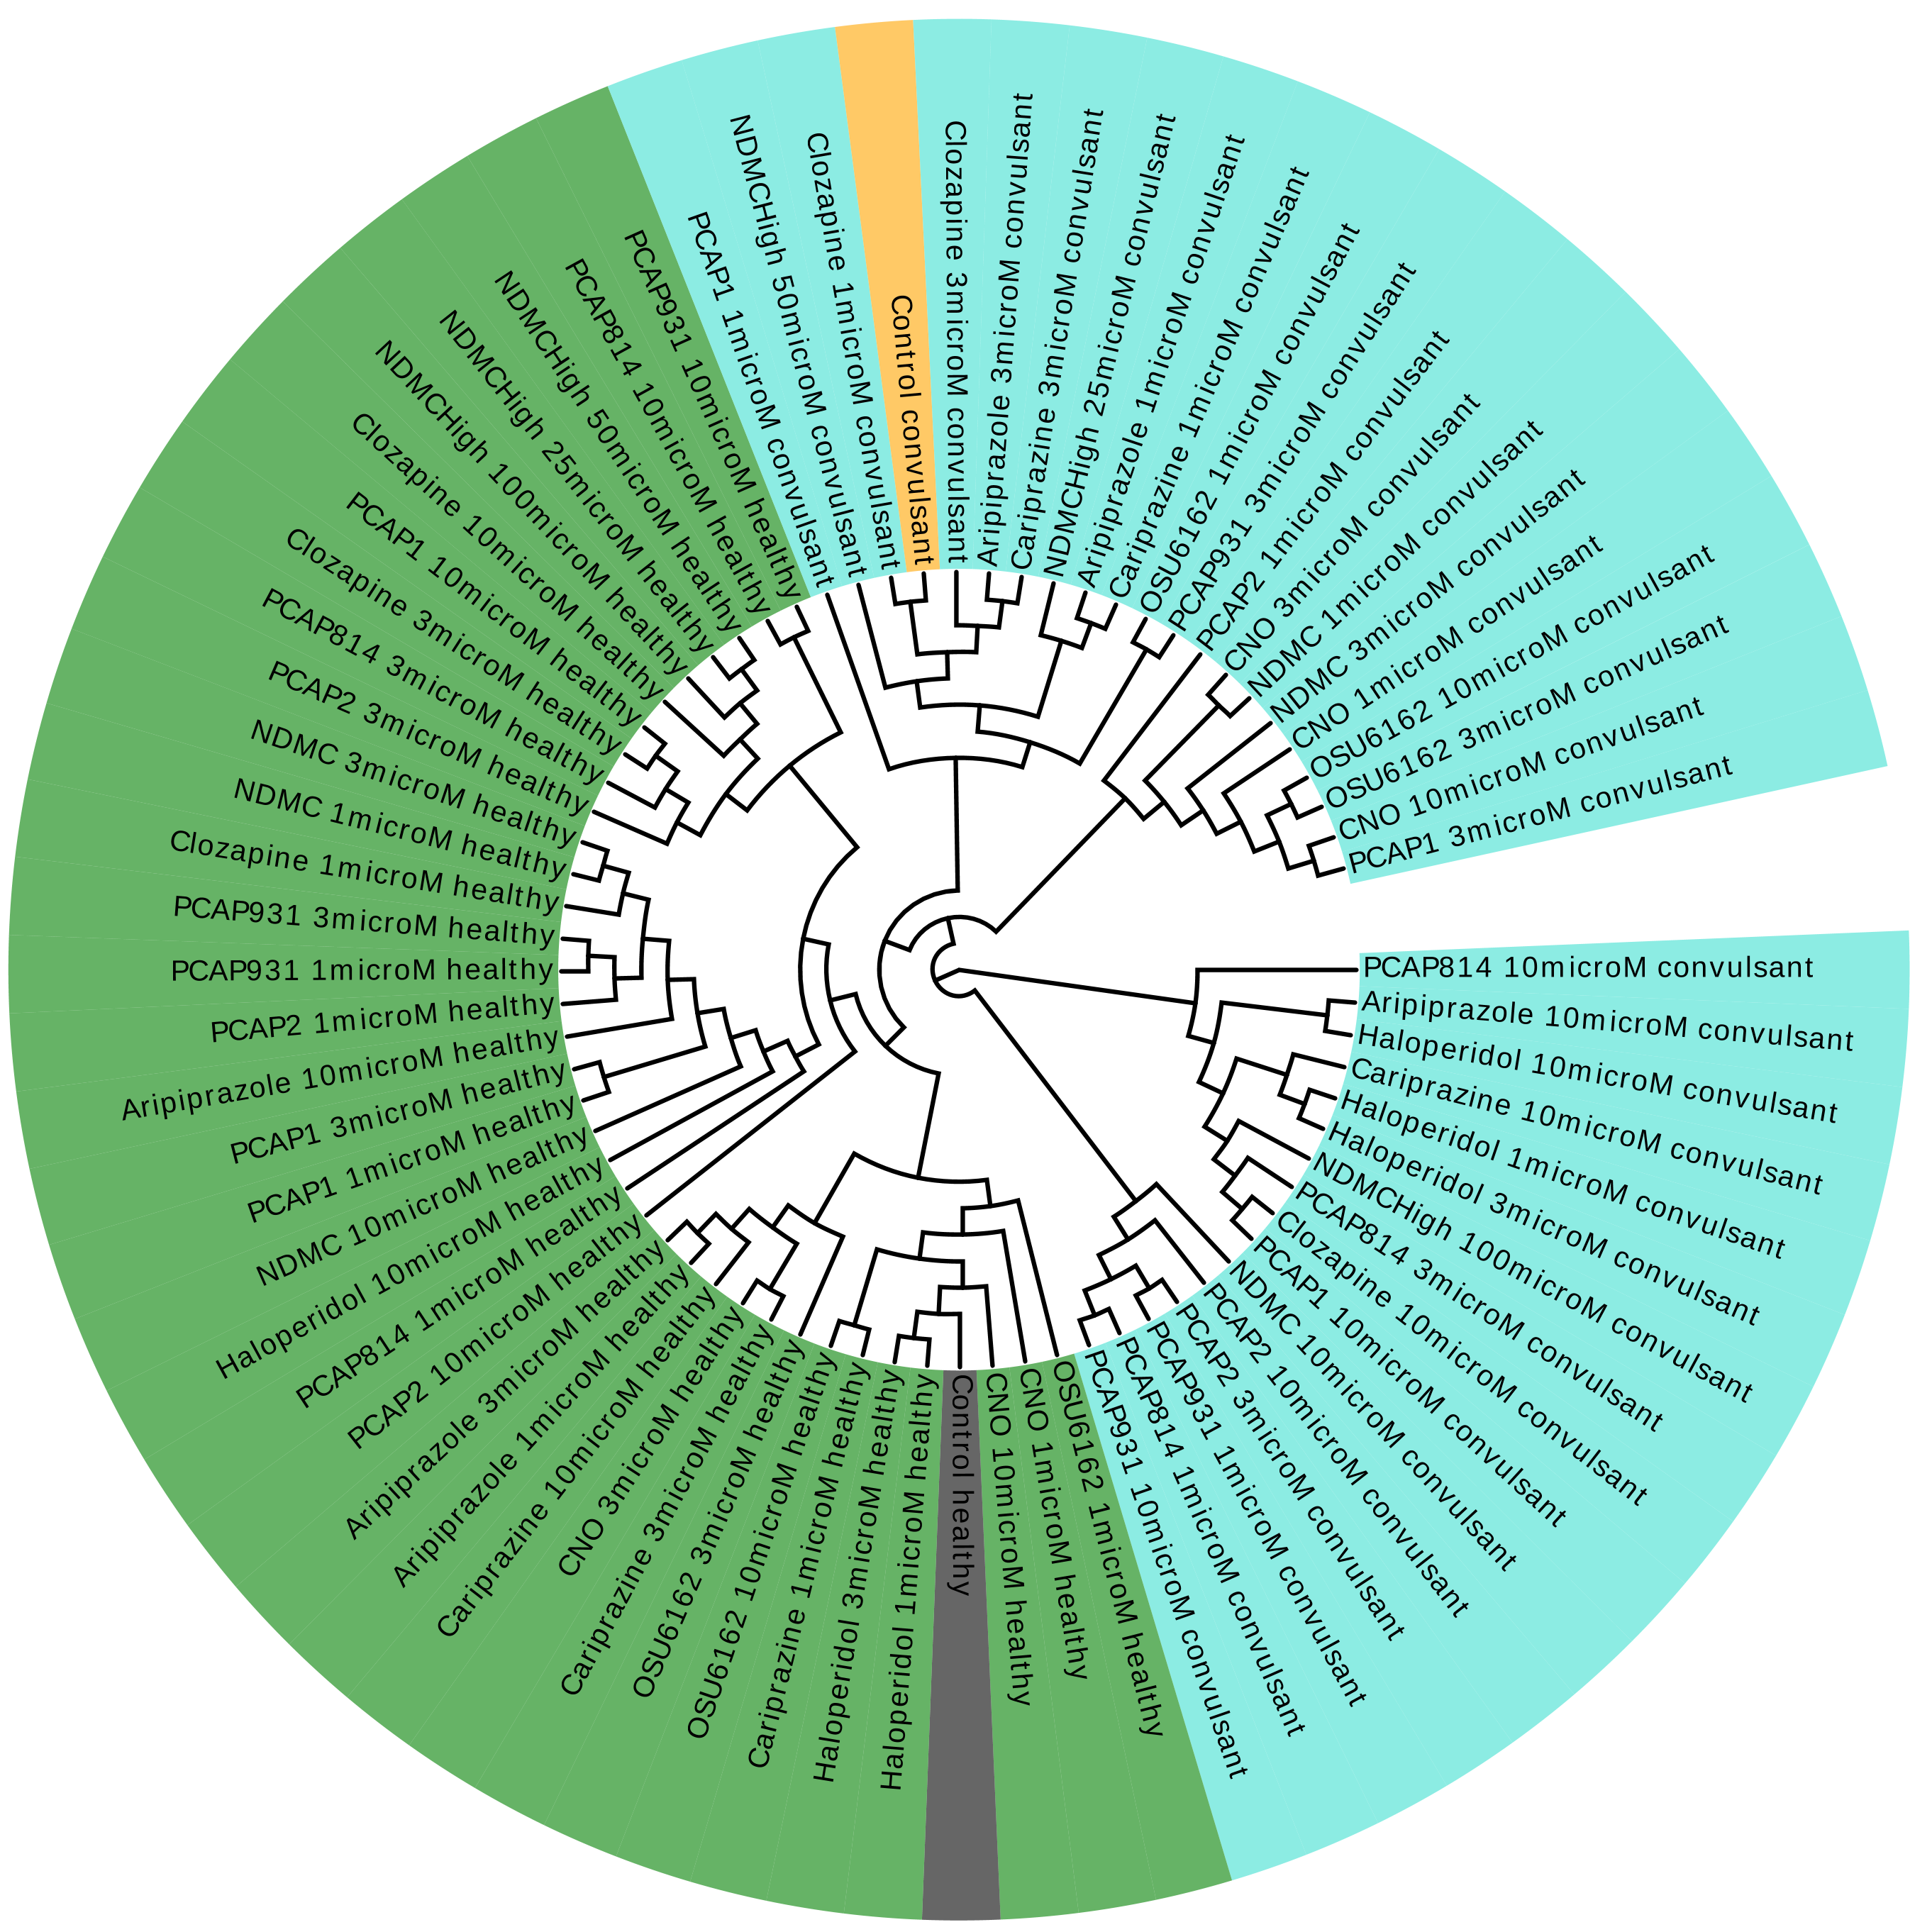 PCAP814 10microM convulsant
Aripiprazole 10microM convulsant
Haloperidol 10microM convulsant
Cariprazine 10microM convulsant
Haloperidol 1microM convulsant
Haloperidol 3microM convulsant
NDMCHigh 100microM convulsant
PCAP814 3microM convulsant
Clozapine 10microM convulsant
PCAP1 10microM convulsant
NDMC 10microM convulsant
PCAP2 10microM convulsant
PCAP2 3microM convulsant
PCAP931 1microM convulsant
PCAP814 1microM convulsant
PCAP931 10microM convulsant
OSU6162 1microM healthy
CNO 1microM healthy
CNO 10microM healthy
Control healthy
Haloperidol 1microM healthy
Haloperidol 3microM healthy
Cariprazine 1microM healthy
OSU6162 10microM healthy
OSU6162 3microM healthy
Cariprazine 3microM healthy
CNO 3microM healthy
Cariprazine 10microM healthy
Aripiprazole 1microM healthy
Aripiprazole 3microM healthy
PCAP2 10microM healthy
PCAP814 1microM healthy
Haloperidol 10microM healthy
NDMC 10microM healthy
PCAP1 1microM healthy
PCAP1 3microM healthy
Aripiprazole 10microM healthy
PCAP2 1microM healthy
PCAP931 1microM healthy
PCAP931 3microM healthy
Clozapine 1microM healthy
NDMC 1microM healthy
NDMC 3microM healthy
PCAP2 3microM healthy
PCAP814 3microM healthy
Clozapine 3microM healthy
PCAP1 10microM healthy
Clozapine 10microM healthy
NDMCHigh 100microM healthy
NDMCHigh 25microM healthy
NDMCHigh 50microM healthy
PCAP814 10microM healthy
PCAP931 10microM healthy
PCAP1 1microM convulsant
NDMCHigh 50microM convulsant
Clozapine 1microM convulsant
Control convulsant
Clozapine 3microM convulsant
Aripiprazole 3microM convulsant
Cariprazine 3microM convulsant
NDMCHigh 25microM convulsant
Aripiprazole 1microM convulsant
Cariprazine 1microM convulsant
OSU6162 1microM convulsant
PCAP931 3microM convulsant
PCAP2 1microM convulsant
CNO 3microM convulsant
NDMC 1microM convulsant
NDMC 3microM convulsant
CNO 1microM convulsant
OSU6162 10microM convulsant
OSU6162 3microM convulsant
CNO 10microM convulsant
PCAP1 3microM convulsant